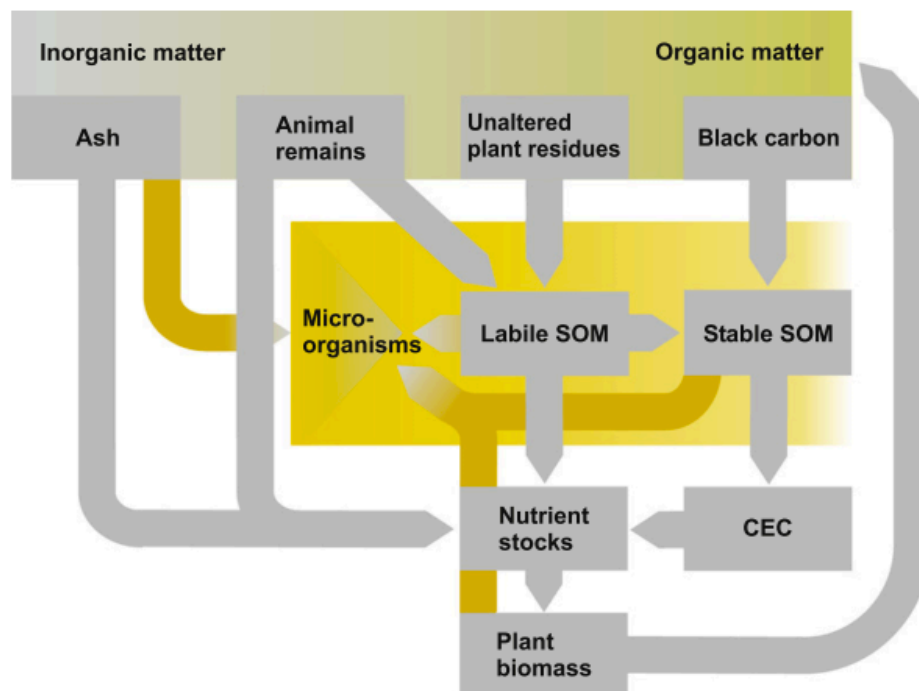 Inorganic matter
Organic matter
Ash
Animal
remains
Unaltered
plant residues
Black carbon
Micro-
organisms
Labile SOM
Stable SOM
Nutrient
stocks
CEC
Plant
biomass